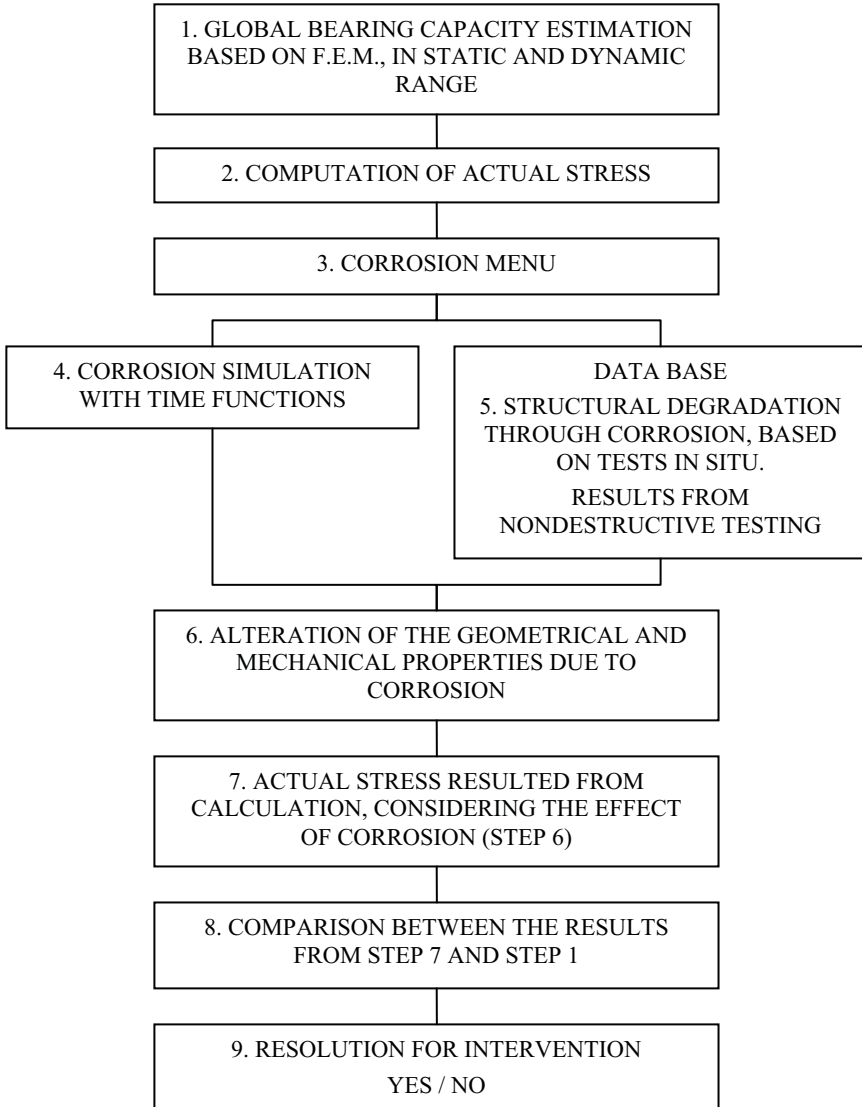 1. GLOBAL BEARING CAPACITY ESTIMATION
BASED ON F.E.M., IN STATIC AND DYNAMIC
RANGE
2. COMPUTATION OF ACTUAL STRESS
3. CORROSION MENU
4. CORROSION SIMULATION
WITH TIME FUNCTIONS
DATA BASE
5. STRUCTURAL DEGRADATION
THROUGH CORROSION, BASED
ON TESTS IN SITU.
RESULTS FROM
NONDESTRUCTIVE TESTING
6. ALTERATION OF THE GEOMETRICAL AND
MECHANICAL PROPERTIES DUE TO
CORROSION
7. ACTUAL STRESS RESULTED FROM
CALCULATION, CONSIDERING THE EFFECT
OF CORROSION (STEP 6)
8. COMPARISON BETWEEN THE RESULTS
FROM STEP 7 AND STEP 1
9. RESOLUTION FOR INTERVENTION
YES / NO